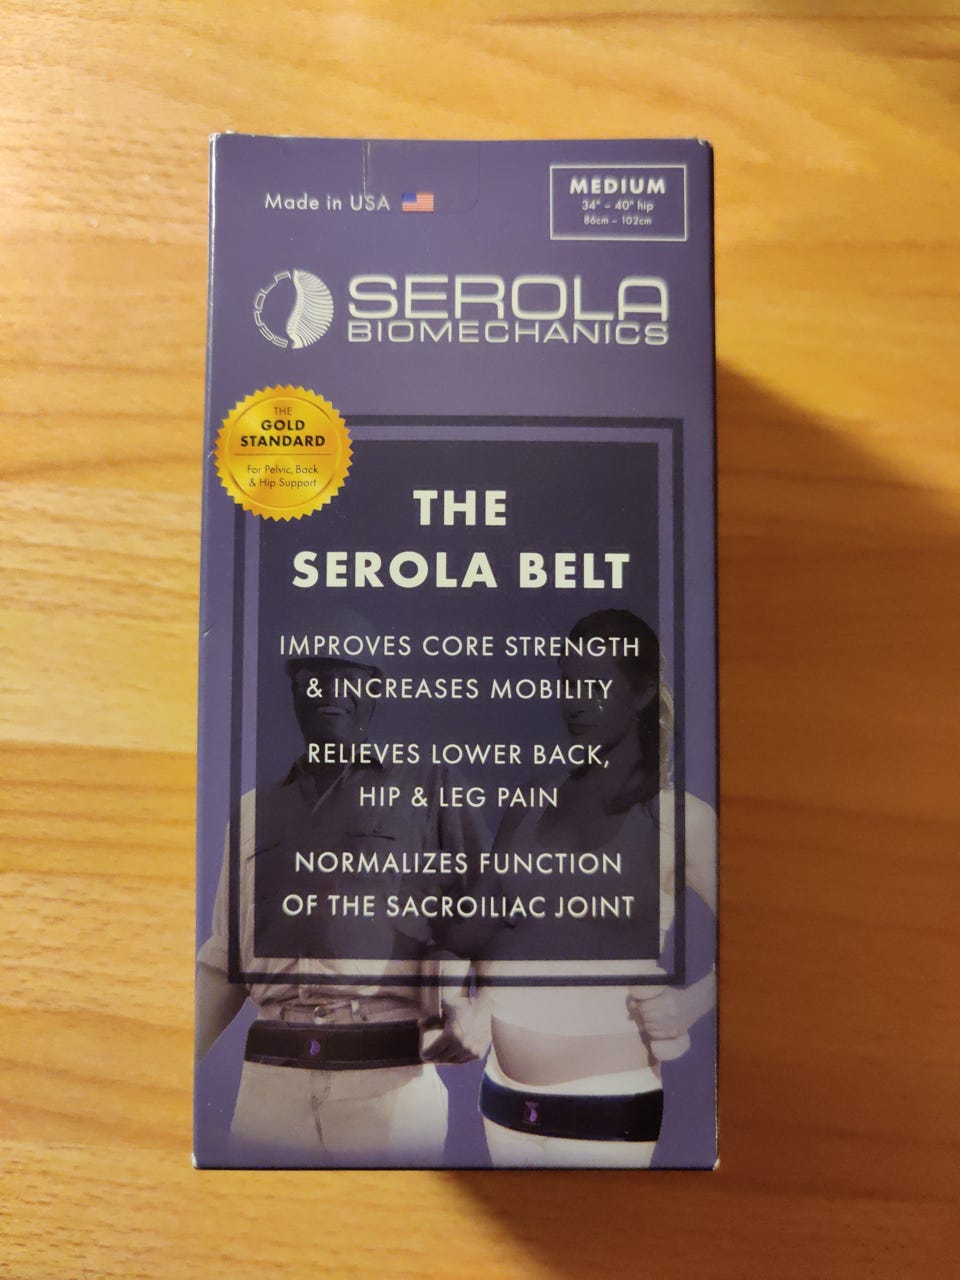 Made in USA
MEDIUM
34" – 40" hip
86cm – 102cm
SEROLA
SEROLA
BIOMECHANICS
THE
GOLD
STANDARD
For Pelvic, Back
& Hip Support
THE
SEROLA BELT
IMPROVES CORE STRENGTH
& INCREASES MOBILITY
RELIEVES LOWER BACK,
HIP & LEG PAIN
NORMALIZES FUNCTION
OF THE SACROILIAC JOINT